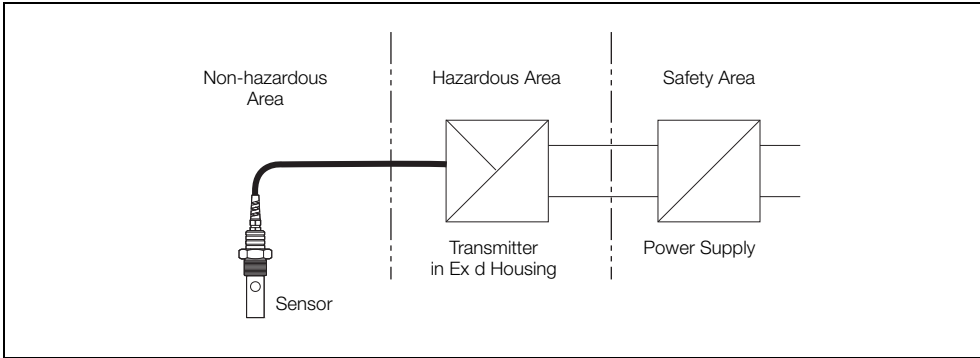 Non-hazardous
Area
Hazardous Area
Safety Area
Transmitter
in Ex d Housing
Power Supply
Sensor